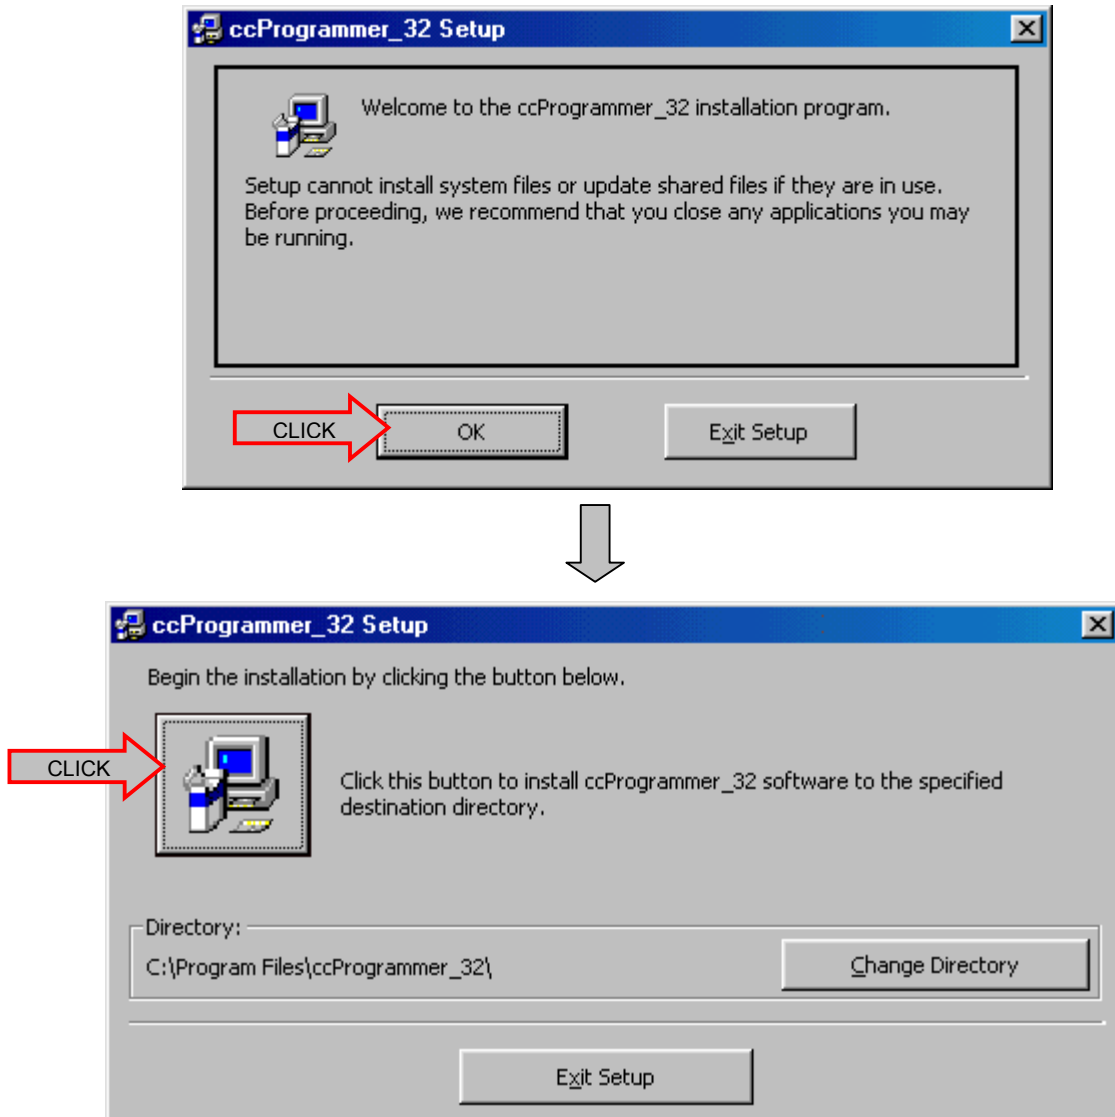 ccProgrammer_32 Setup
Welcome to the ccProgrammer_32 installation program.
Setup cannot install system files or update shared files if they are in use.
Before proceeding, we recommend that you close any applications you may
be running.
CLICK
OK
Exit Setup
ccProgrammer_32 Setup
Begin the installation by clicking the button below.
CLICK
Click this button to install ccProgrammer_32 software to the specified
destination directory.
Directory:
C:\Program Files\ccProgrammer_32\
Change Directory
Exit Setup